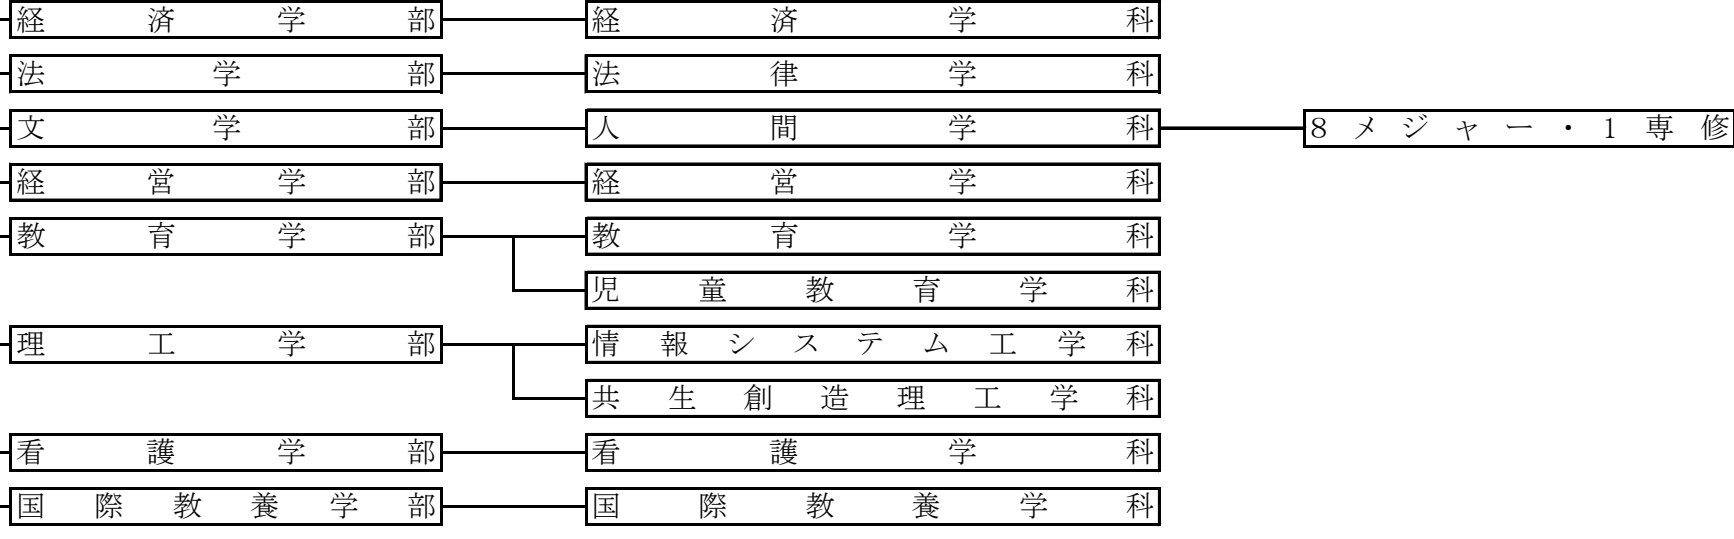 経済学部 経済学科
法学部 法律学科
文学部 人間学科 8メジャー・1専修
経営学部 経営学科
教育学部 教育学科
児童教育学科
理工学部 情報システム工学科
共生創造理工学科
看護学部 看護学科
国際教養学部 国際教養学科